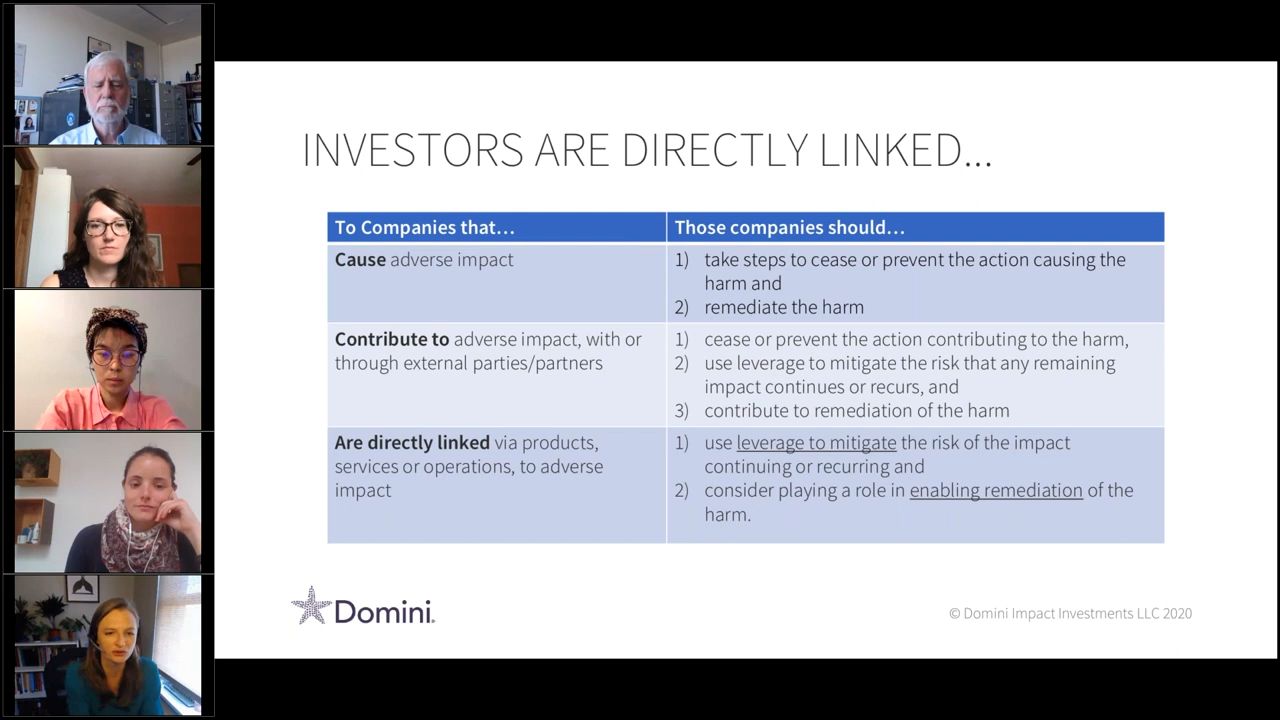 INVESTORS ARE DIRECTLY LINKED...
To Companies that...
Those companies should...
Cause adverse impact
1) take steps to cease or prevent the action causing the
harm and
2) remediate the harm
Contribute to adverse impact, with or
through external parties/partners
1) cease or prevent the action contributing to the harm,
2) use leverage to mitigate the risk that any remaining
impact continues or recurs, and
3) contribute to remediation of the harm
Are directly linked via products,
services or operations, to adverse
impact
1) use leverage to mitigate the risk of the impact
continuing or recurring and
2) consider playing a role in enabling remediation of the
harm.
Domini.
© Domini Impact Investments LLC 2020